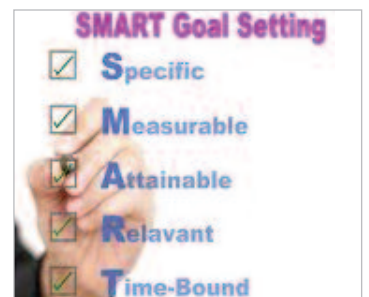 SMART Goal Setting
Specific
Measurable
Attainable
Relavant
Time-Bound